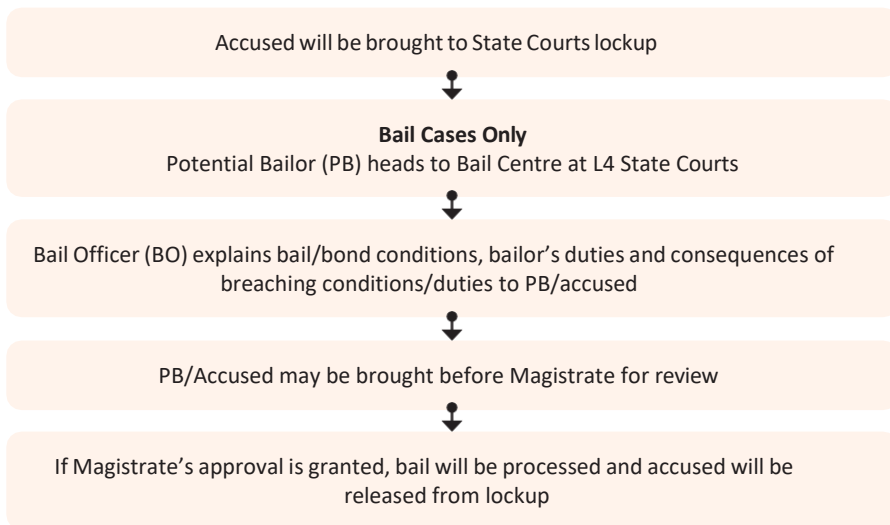 Accused will be brought to State Courts lockup
Bail Cases Only
Potential Bailor (PB) heads to Bail Centre at L4 State Courts
Bail Officer (BO) explains bail/bond conditions, bailor’s duties and consequences of
breaching conditions/duties to PB/accused
PB/Accused may be brought before Magistrate for review
If Magistrate’s approval is granted, bail will be processed and accused will be
released from lockup